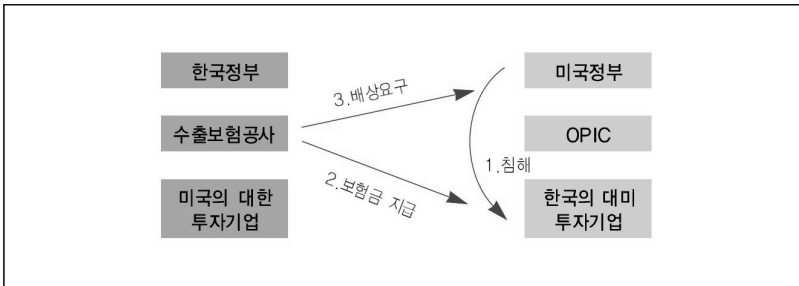 한국정부
미국정부
3.배상요구
수출보험공사
OPIC
1.침해
2.보험금 지급
미국의 대한
투자기업
한국의 대미
투자기업